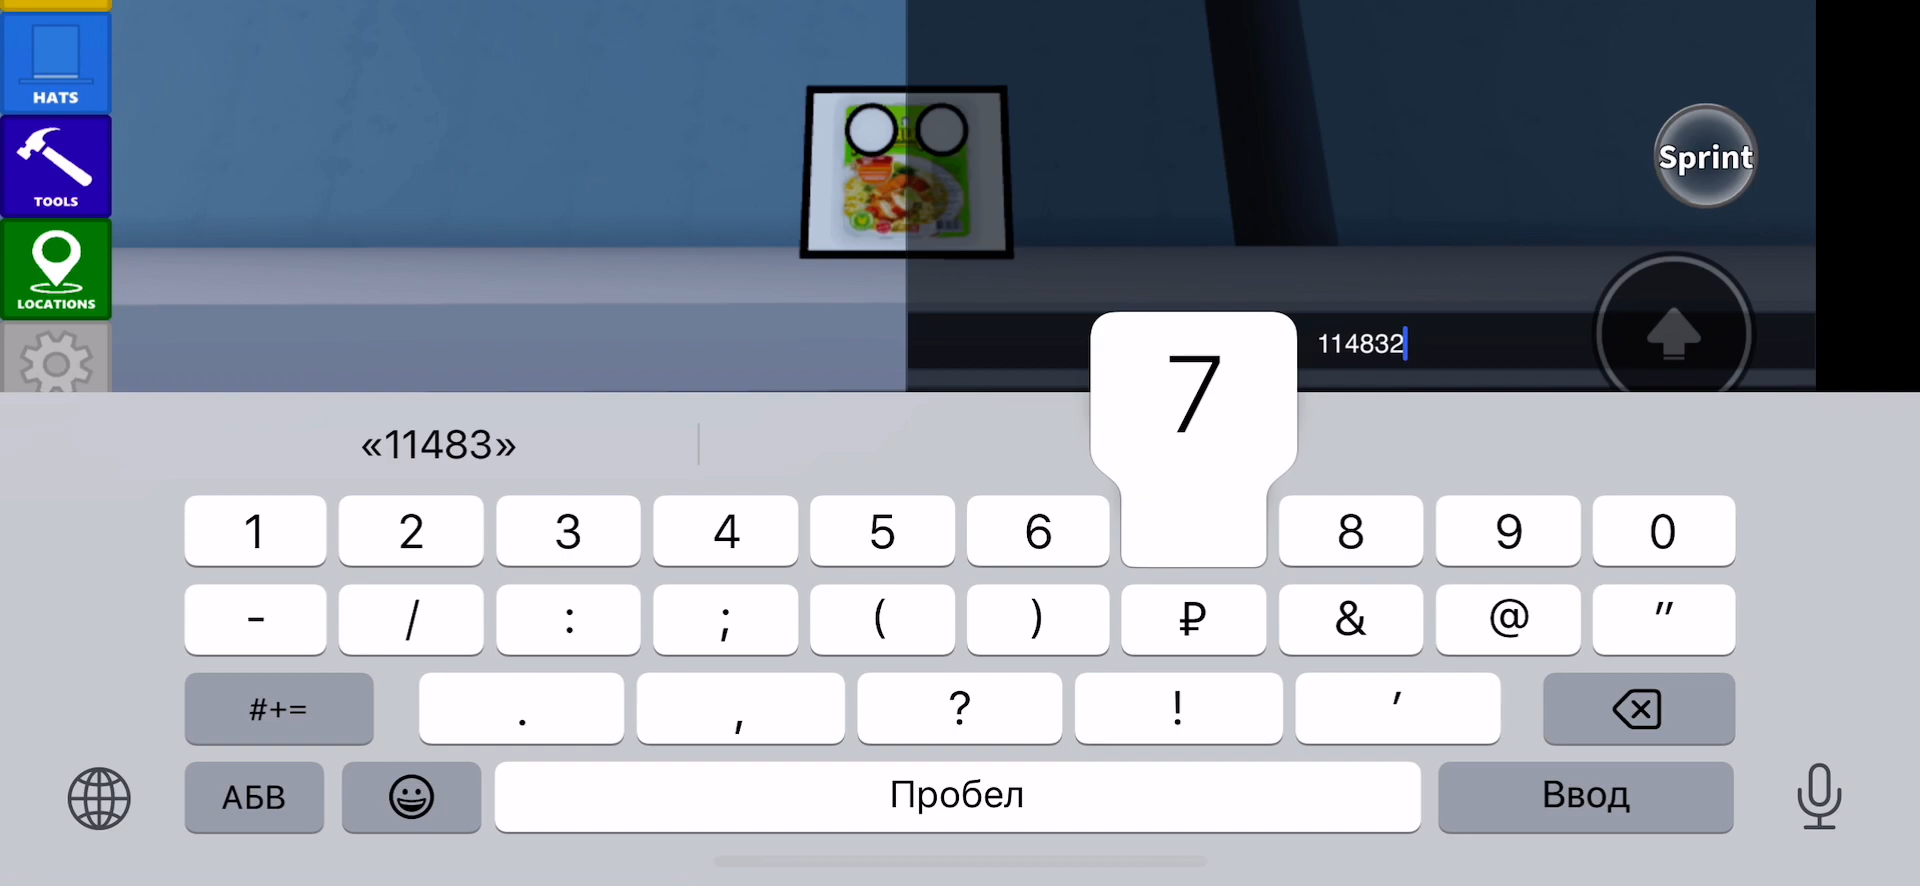 HATS
TOOLS
LOCATIONS
Sprint
114832
7
«11483»
1 2 3 4 5 6 8 9 0
- / : ; ( ) ₽ & @ "
#+= . , ? ! ’
АБВ Пробел Ввод